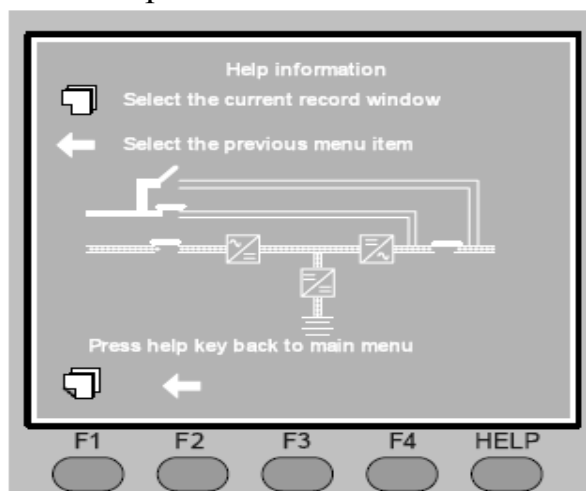 Help information
Select the current record window
Select the previous menu item
Press help key back to main menu
F1 F2 F3 F4 HELP